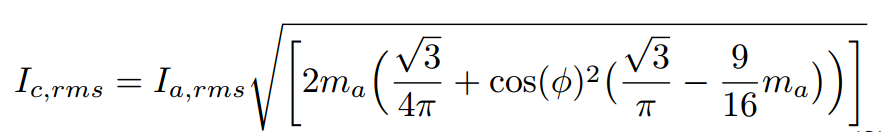 I_{c,rms} = I_{a,rms} \sqrt{\left[ 2m_a \left( \frac{\sqrt{3}}{4\pi} + \cos(\phi)^2 \left( \frac{\sqrt{3}}{\pi} - \frac{9}{16} m_a \right) \right) \right]}